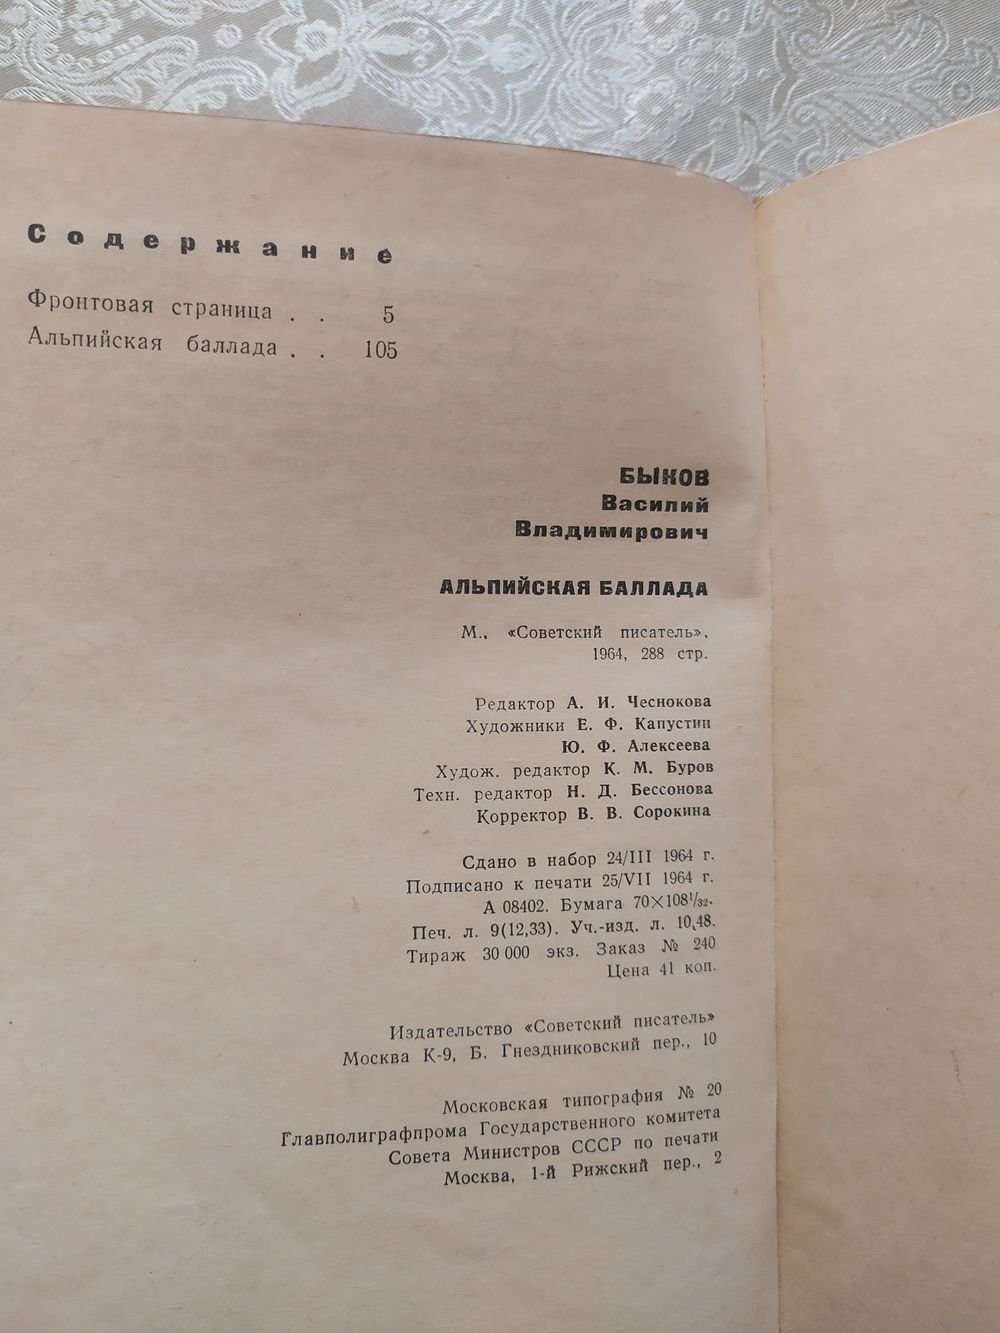 Содержание
Фронтовая страница . . 5
Альпийская баллада . . 105
БЫКОВ
Василий
Владимирович
АЛЬПИЙСКАЯ БАЛЛАДА
М., «Советский писатель»,
1964, 288 стр.
Редактор А. И. Чеснокова
Художники Е. Ф. Капустин
Ю. Ф. Алексеева
Худож. редактор К. М. Буров
Техн. редактор Н. Д. Бессонова
Корректор В. В. Сорокина
Сдано в набор 24/III 1964 г.
Подписано к печати 25/VII 1964 г.
А 08402. Бумага 70×108¹/₃₂.
Печ. л. 9(12,33). Уч.-изд. л. 10,48.
Тираж 30 000 экз. Заказ № 240
Цена 41 коп.
Издательство «Советский писатель»
Москва К-9, Б. Гнездниковский пер., 10
Московская типография № 20
Главполиграфпрома Государственного комитета
Совета Министров СССР по печати
Москва, 1-й Рижский пер., 2